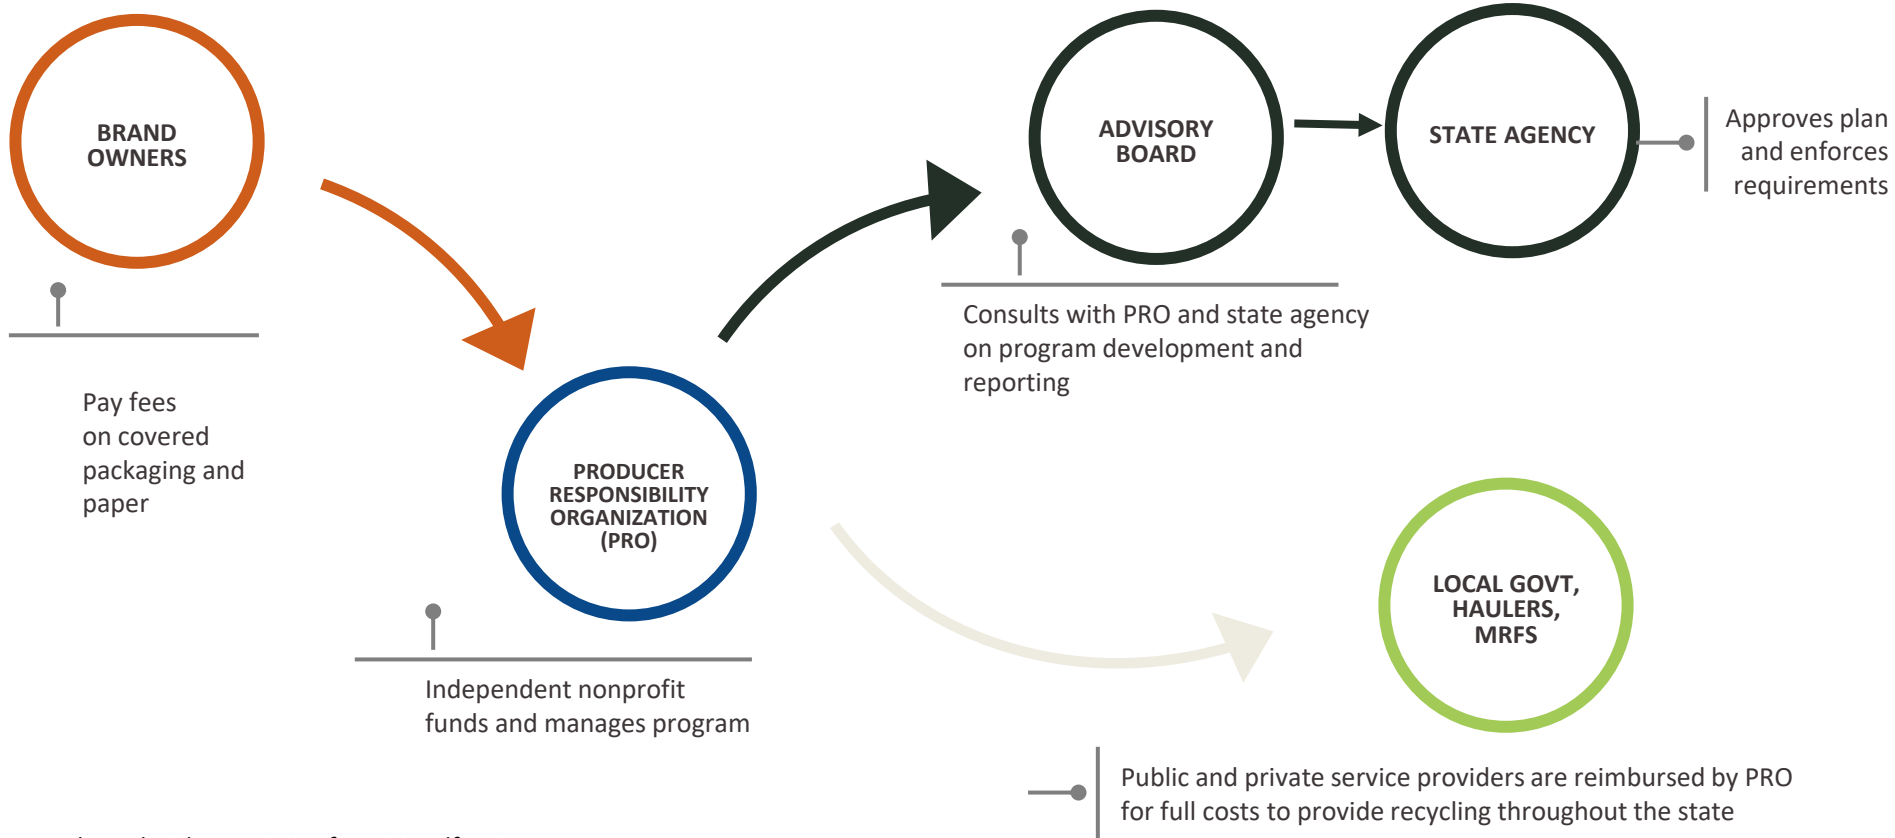 BRAND
OWNERS
Pay fees
on covered
packaging and
paper
PRODUCER
RESPONSIBILITY
ORGANIZATION
(PRO)
Independent nonprofit
funds and manages program
ADVISORY
BOARD
Consults with PRO and state agency
on program development and
reporting
STATE AGENCY
Approves plan
and enforces
requirements
LOCAL GOVT,
HAULERS,
MRFS
Public and private service providers are reimbursed by PRO
for full costs to provide recycling throughout the state